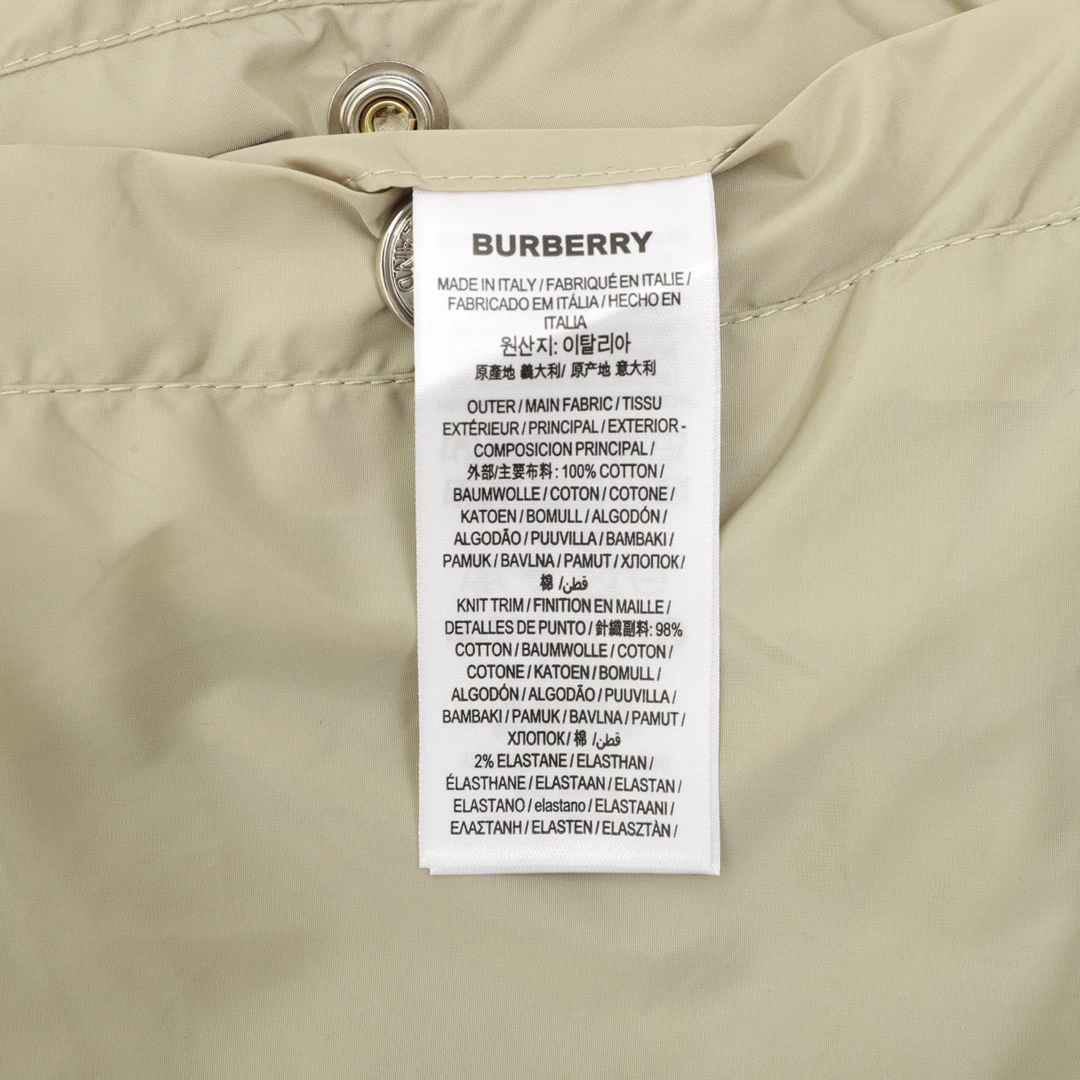 BURBERRY
MADE IN ITALY / FABRIQUÉ EN ITALIE /
FABRICADO EM ITÁLIA / HECHO EN
ITALIA
원산지: 이탈리아
原產地 義大利/ 原产地 意大利
OUTER / MAIN FABRIC / TISSU
EXTÉRIEUR / PRINCIPAL / EXTERIOR -
COMPOSICION PRINCIPAL /
外部/主要布料: 100% COTTON /
BAUMWOLLE / COTON / COTONE /
KATOEN / BOMULL / ALGODÓN /
ALGODÃO / PUUVILLA / BAMBAKI /
PAMUK / BAVLNA / PAMUT / ХЛОПОК /
棉 /قطن
KNIT TRIM / FINITION EN MAILLE /
DETALLES DE PUNTO / 針織副料: 98%
COTTON / BAUMWOLLE / COTON /
COTONE / KATOEN / BOMULL /
ALGODÓN / ALGODÃO / PUUVILLA /
BAMBAKI / PAMUK / BAVLNA / PAMUT /
ХЛОПОК / 棉 /قطن
2% ELASTANE / ELASTHAN /
ÉLASTHANE / ELASTAAN / ELASTAN /
ELASTANO / elastano / ELASTAANI /
ΕΛΑΣΤΑΝΗ / ELASTEN / ELASZTÀN /